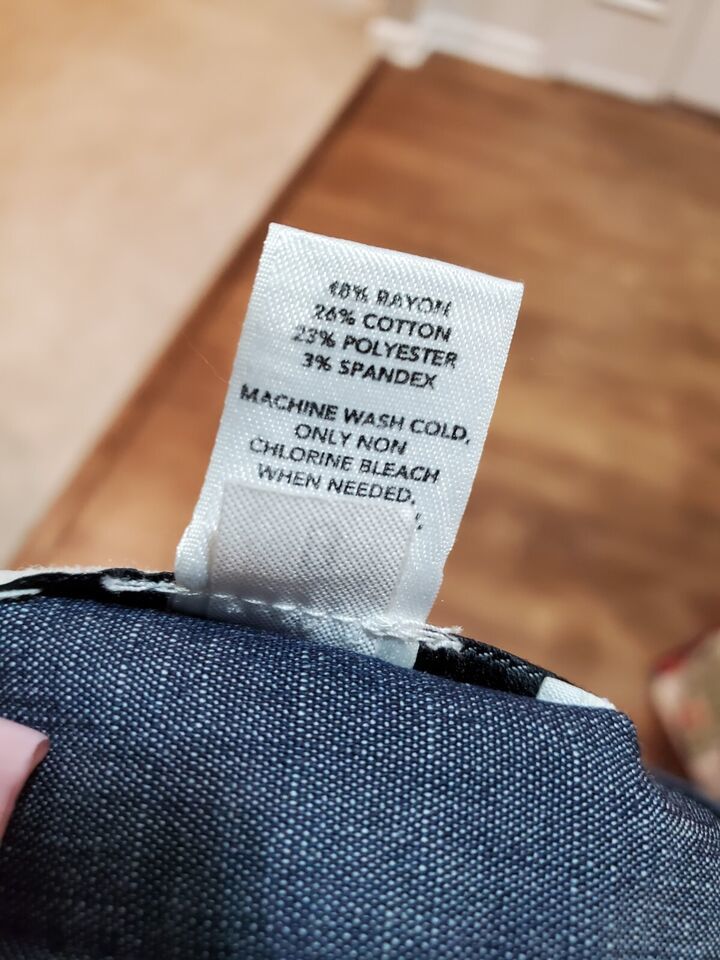 48% RAYON
26% COTTON
23% POLYESTER
3% SPANDEX
MACHINE WASH COLD,
ONLY NON
CHLORINE BLEACH
WHEN NEEDED,